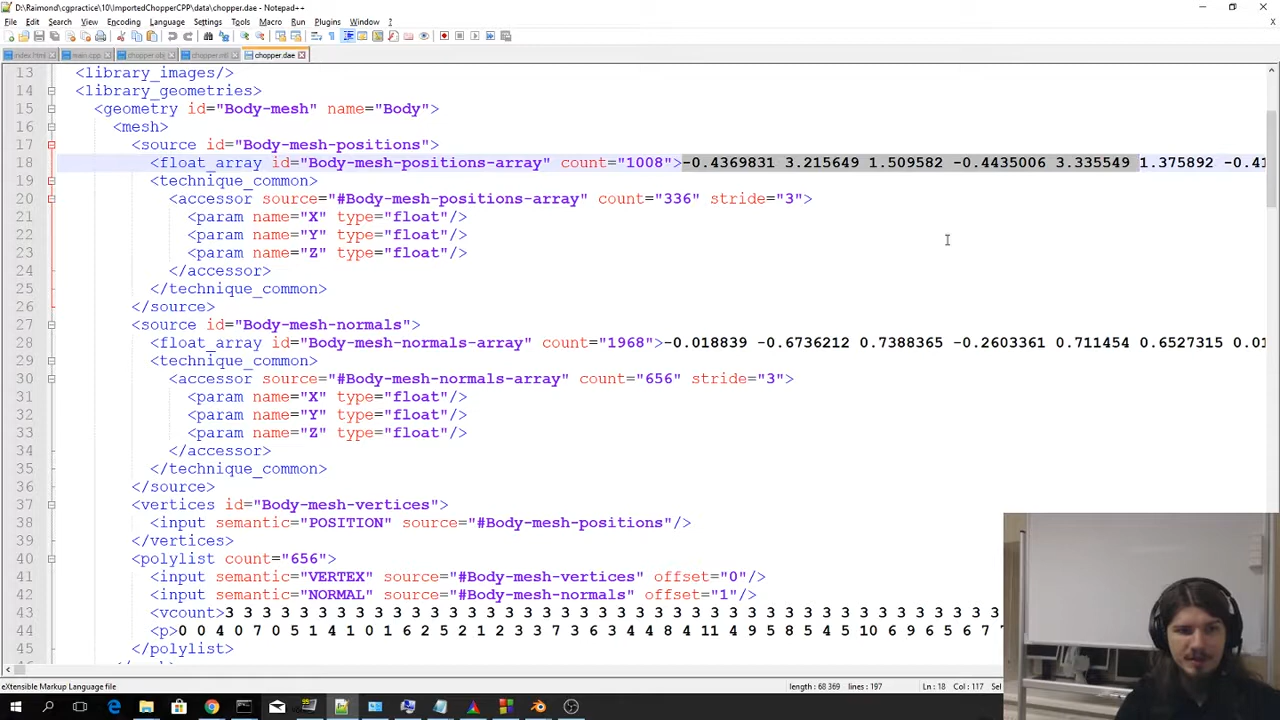 D:\Raimond\cgpractice\10\ImportedChopperCPP\data\chopper.dae - Notepad++
File Edit Search View Encoding Language Settings Tools Macro Run Plugins Window ?
index.html main.cpp chopper.obj chopper.dae
13 <library_images/>
14 <library_geometries>
15 <geometry id="Body-mesh" name="Body">
16 <mesh>
17 <source id="Body-mesh-positions">
18 <float_array id="Body-mesh-positions-array" count="1008">-0.4369831 3.215649 1.509582 -0.4435006 3.335549 1.375892 -0.41
19 <technique_common>
20 <accessor source="#Body-mesh-positions-array" count="336" stride="3">
21 <param name="X" type="float"/>
22 <param name="Y" type="float"/>
23 <param name="Z" type="float"/>
24 </accessor>
25 </technique_common>
26 </source>
27 <source id="Body-mesh-normals">
28 <float_array id="Body-mesh-normals-array" count="1968">-0.018839 -0.6736212 0.7388365 -0.2603361 0.711454 0.6527315 0.01
29 <technique_common>
30 <accessor source="#Body-mesh-normals-array" count="656" stride="3">
31 <param name="X" type="float"/>
32 <param name="Y" type="float"/>
33 <param name="Z" type="float"/>
34 </accessor>
35 </technique_common>
36 </source>
37 <vertices id="Body-mesh-vertices">
38 <input semantic="POSITION" source="#Body-mesh-positions"/>
39 </vertices>
40 <polylist count="656">
41 <input semantic="VERTEX" source="#Body-mesh-vertices" offset="0"/>
42 <input semantic="NORMAL" source="#Body-mesh-normals" offset="1"/>
43 <vcount>3 3 3 3 3 3 3 3 3 3 3 3 3 3 3 3 3 3 3 3 3 3 3 3 3 3 3 3 3 3 3 3 3 3 3 3 3 3 3 3 3 3
44 <p>0 0 4 0 7 0 5 1 4 1 0 1 6 2 5 2 1 2 3 3 7 3 6 3 4 4 8 4 11 4 9 5 8 5 4 5 10 6 9 6 5 6 7
45 </polylist>
eXtensible Markup Language file length: 68 369 lines: 197 Ln: 18 Col: 117 Sel